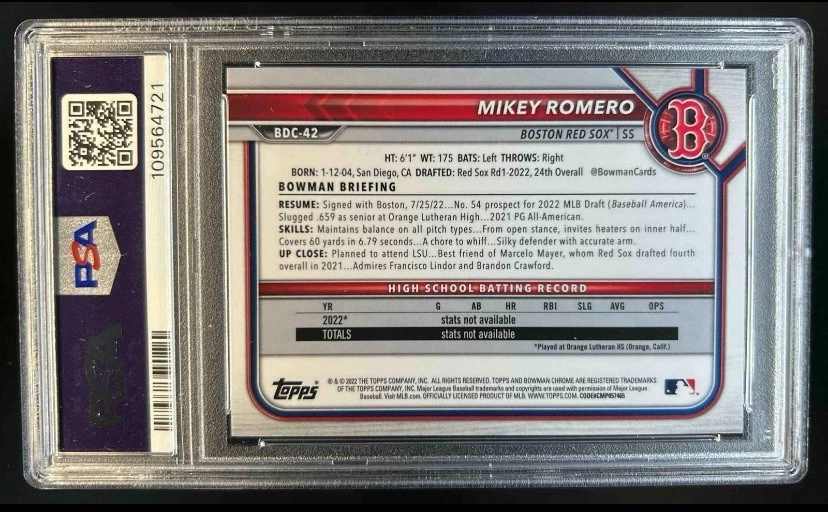 109564721
PSA
PSA
MIKEY ROMERO
BDC-42
BOSTON RED SOX® | SS
B
HT: 6'1" WT: 175 BATS: Left THROWS: Right
BORN: 1-12-04, San Diego, CA DRAFTED: Red Sox Rd1-2022, 24th Overall @BowmanCards
BOWMAN BRIEFING
RESUME: Signed with Boston, 7/25/22...No. 54 prospect for 2022 MLB Draft (Baseball America)...
Slugged .659 as senior at Orange Lutheran High...2021 PG All-American.
SKILLS: Maintains balance on all pitch types...From open stance, invites heaters on inner half...
Covers 60 yards in 6.79 seconds...A chore to whiff...Silky defender with accurate arm.
UP CLOSE: Planned to attend LSU...Best friend of Marcelo Mayer, whom Red Sox drafted fourth
overall in 2021...Admires Francisco Lindor and Brandon Crawford.
HIGH SCHOOL BATTING RECORD
YR G AB HR RBI SLG AVG OPS
2022* stats not available
TOTALS stats not available
*Played at Orange Lutheran HS (Orange, Calif.)
Topps
® & © 2022 THE TOPPS COMPANY, INC. ALL RIGHTS RESERVED. TOPPS AND BOWMAN CHROME ARE REGISTERED TRADEMARKS
OF THE TOPPS COMPANY, INC. Major League Baseball trademarks and copyrights are used with permission of Major League
Baseball. Visit MLB.com. OFFICIALLY LICENSED PRODUCT OF MLB. WWW.TOPPS.COM. CODE#CMP057465